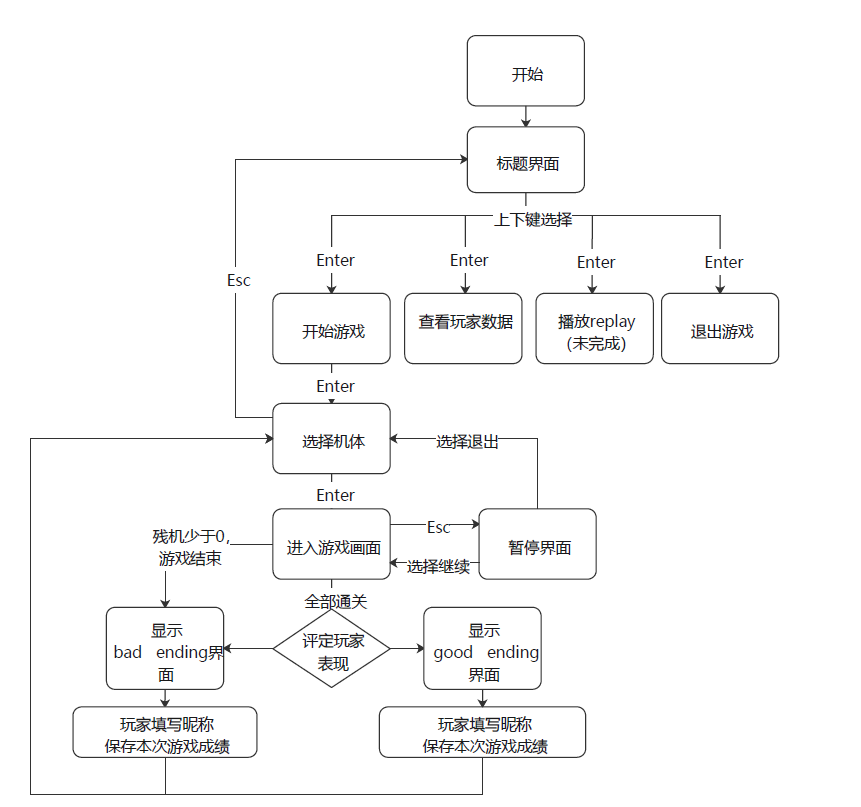 开始
标题界面
上下键选择
Enter
Enter
Enter
Enter
Esc
开始游戏
查看玩家数据
播放replay
（未完成）
退出游戏
Enter
选择机体
选择退出
Enter
残机少于0，
游戏结束
进入游戏画面
Esc
选择继续
暂停界面
全部通关
显示
bad ending界
面
评定玩家
表现
显示
good ending
界面
玩家填写昵称
保存本次游戏成绩
玩家填写昵称
保存本次游戏成绩